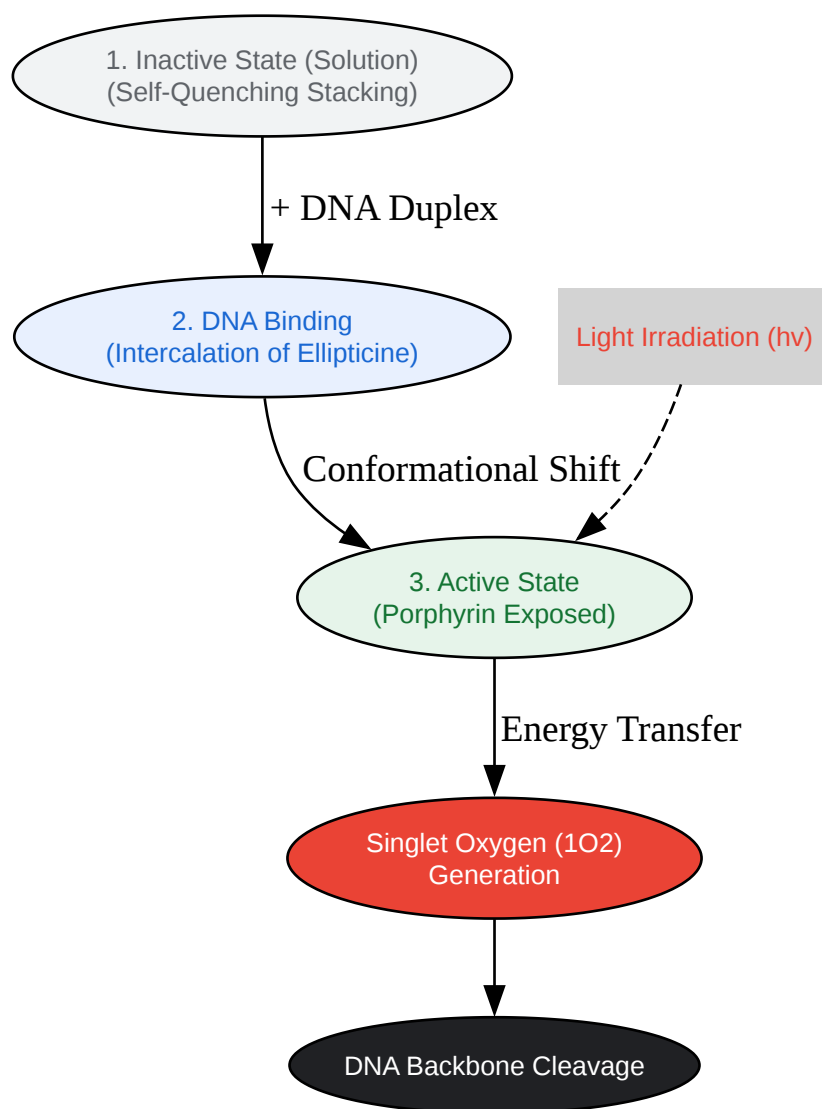 1. Inactive State (Solution)
(Self-Quenching Stacking)
+ DNA Duplex
2. DNA Binding
(Intercalation of Ellipticine)
Light Irradiation (hv)
Conformational Shift
3. Active State
(Porphyrin Exposed)
Energy Transfer
Singlet Oxygen (1O2)
Generation
DNA Backbone Cleavage